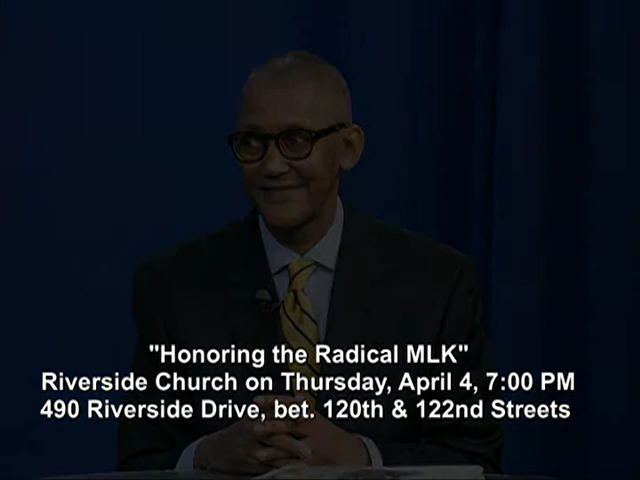 "Honoring the Radical MLK"
Riverside Church on Thursday, April 4, 7:00 PM
490 Riverside Drive, bet. 120th & 122nd Streets